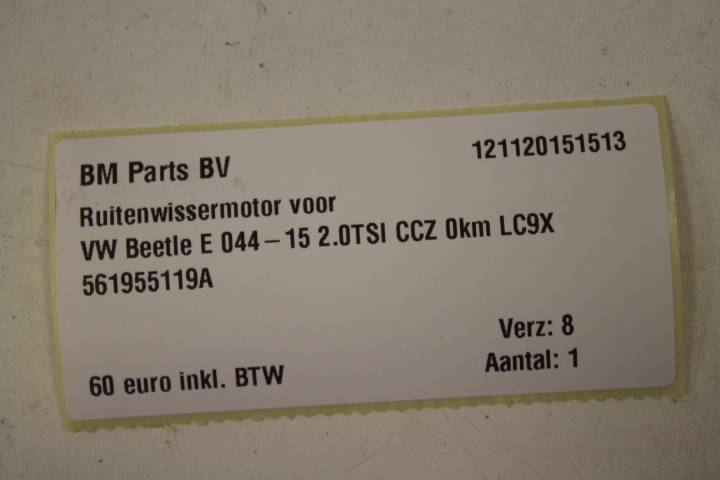 BM Parts BV 121120151513
Ruitenwissermotor voor
VW Beetle E 044-15 2.0TSI CCZ 0km LC9X
561955119A
Verz: 8
60 euro inkl. BTW Aantal: 1